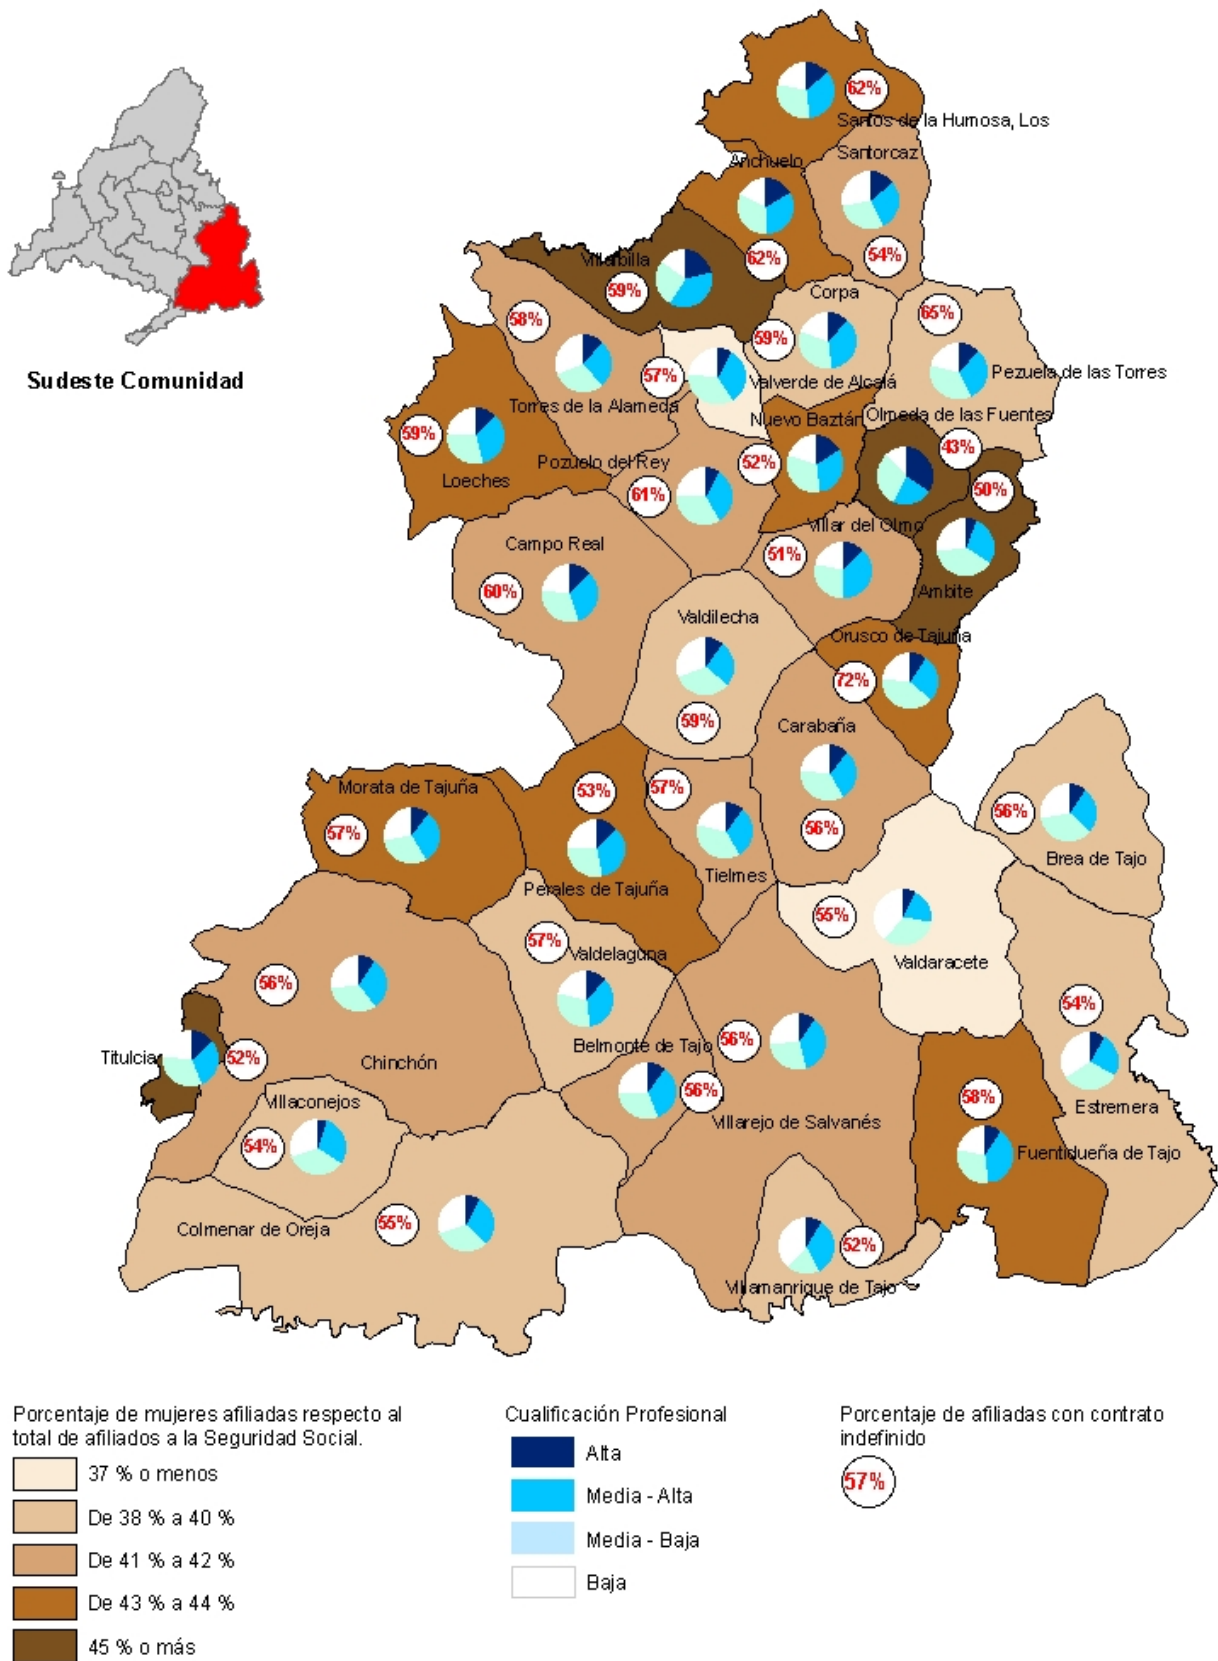 62%
Santos de la Humosa, Los
Anchuelo
Santorcaz
Villalbilla
62%
54%
59%
Corpa
65%
58%
59%
57%
Valverde de Alcalá
Pezuela de las Torres
Torres de la Alameda
Nuevo Baztán
Olmeda de las Fuentes
59%
52%
43%
Pozuelo del Rey
Loeches
61%
50%
Villar del Olmo
Campo Real
51%
60%
Ambite
Valdilecha
Orusco de Tajuña
72%
59%
Carabaña
Morata de Tajuña
53%
57%
57%
56%
56%
Brea de Tajo
Perales de Tajuña
Tielmes
55%
57%
Valdelaguna
Valdaracete
56%
54%
Titulcia
52%
Chinchón
Belmonte de Tajo
56%
56%
58%
Villaconejos
Villarejo de Salvanés
Estremera
54%
Fuentidueña de Tajo
Colmenar de Oreja
55%
52%
Villamanrique de Tajo
Sudeste Comunidad
Porcentaje de mujeres afiliadas respecto al
total de afiliados a la Seguridad Social.
37 % o menos
De 38 % a 40 %
De 41 % a 42 %
De 43 % a 44 %
45 % o más
Cualificación Profesional
Alta
Media - Alta
Media - Baja
Baja
Porcentaje de afiliadas con contrato
indefinido
57%